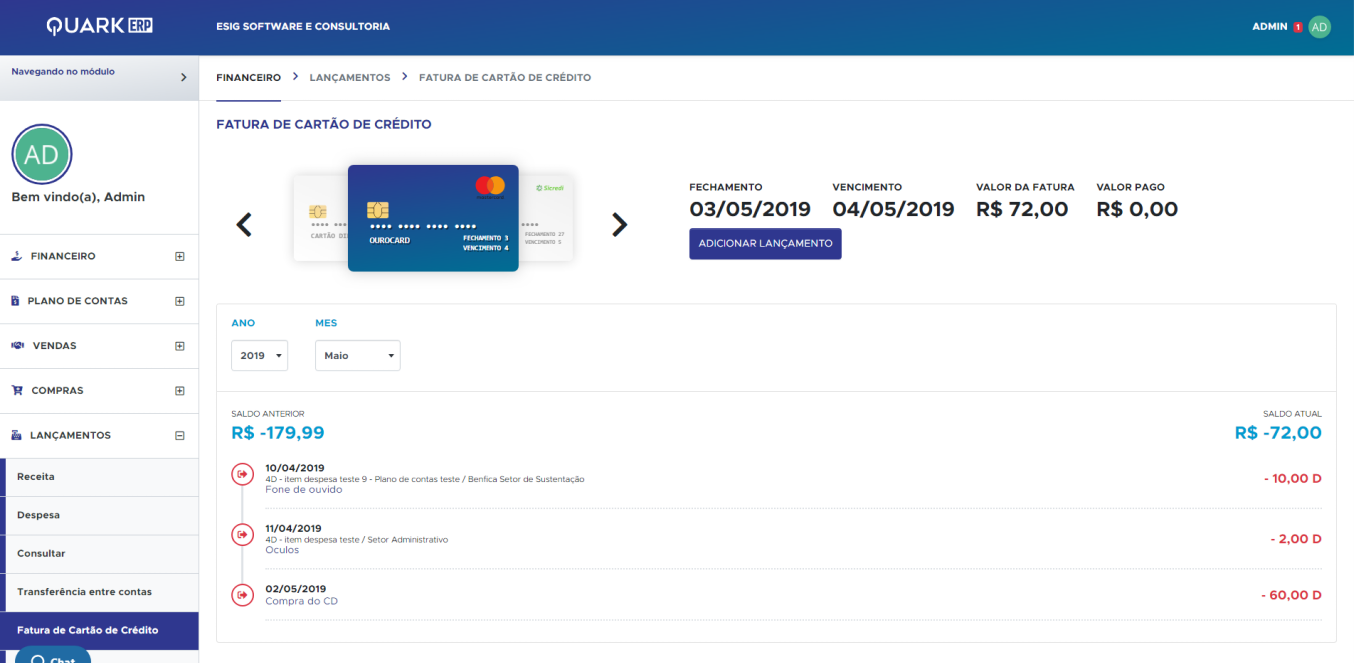 QUARK ERP
ESIG SOFTWARE E CONSULTORIA
ADMIN 1 AD
Navegando no módulo
FINANCEIRO > LANÇAMENTOS > FATURA DE CARTÃO DE CRÉDITO
FATURA DE CARTÃO DE CRÉDITO
AD
Bem vindo(a), Admin
FINANCEIRO
PLANO DE CONTAS
VENDAS
COMPRAS
LANÇAMENTOS
Receita
Despesa
Consultar
Transferência entre contas
Fatura de Cartão de Crédito
Chat
CARTÃO
OUROCARD
FECHAMENTO 3
VENCIMENTO 4
Sicredi
FECHAMENTO 27
VENCIMENTO 5
FECHAMENTO
03/05/2019
VENCIMENTO
04/05/2019
VALOR DA FATURA
R$ 72,00
VALOR PAGO
R$ 0,00
ADICIONAR LANÇAMENTO
ANO
MES
2019
Maio
SALDO ANTERIOR
R$ -179,99
SALDO ATUAL
R$ -72,00
10/04/2019
4D - item despesa teste 9 - Plano de contas teste / Benfica Setor de Sustentação
Fone de ouvido
- 10,00 D
11/04/2019
4D - item despesa teste / Setor Administrativo
Oculos
- 2,00 D
02/05/2019
Compra do CD
- 60,00 D